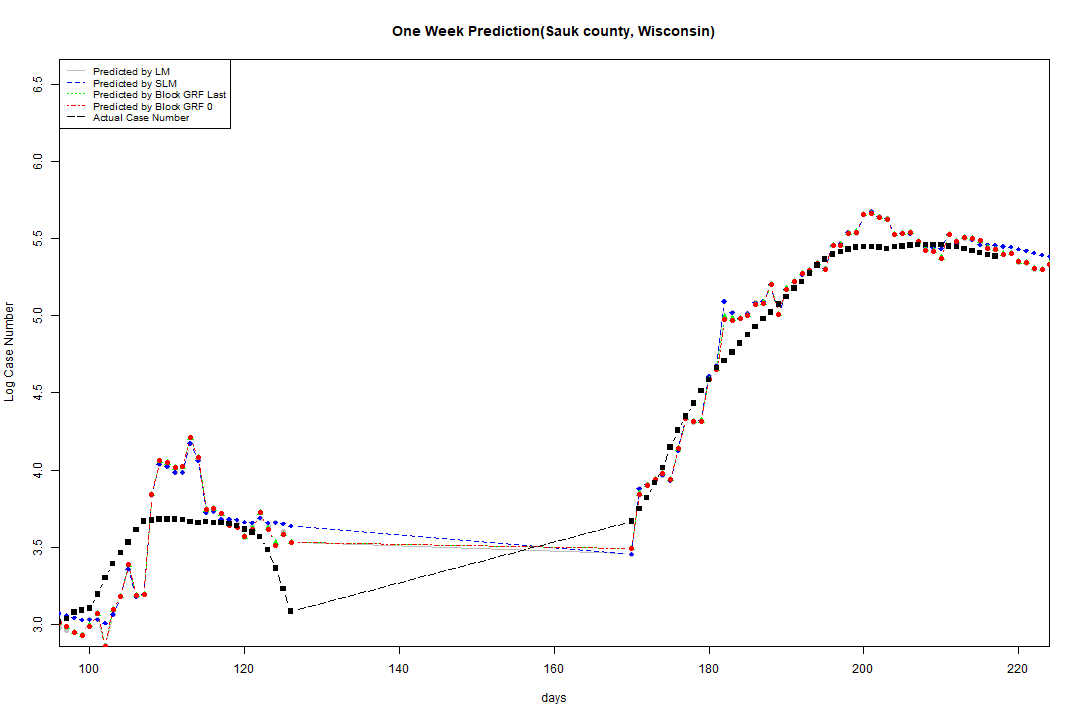 One Week Prediction(Sauk county, Wisconsin)
Predicted by LM
Predicted by SLM
Predicted by Block GRF Last
Predicted by Block GRF 0
Actual Case Number
Log Case Number
6.5
6.0
5.5
5.0
4.5
4.0
3.5
3.0
100 120 140 160 180 200 220
days